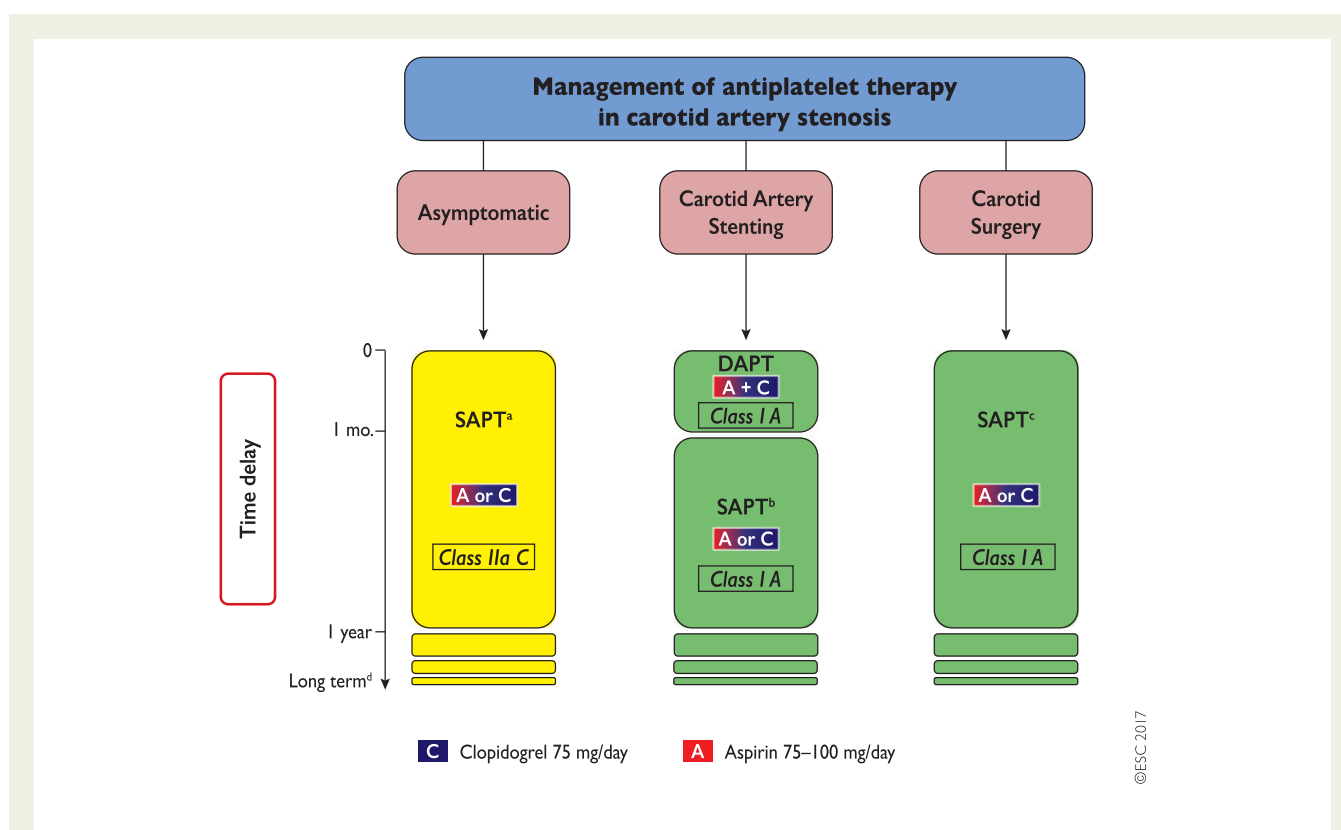 Management of antiplatelet therapy
in carotid artery stenosis
Asymptomatic
Carotid Artery
Stenting
Carotid
Surgery
Time delay
0
1 mo.
1 year
Long termᵈ
SAPTᵃ
A or C
Class IIa C
DAPT
A + C
Class I A
SAPTᵇ
A or C
Class I A
SAPTᶜ
A or C
Class I A
C Clopidogrel 75 mg/day
A Aspirin 75–100 mg/day
©ESC 2017